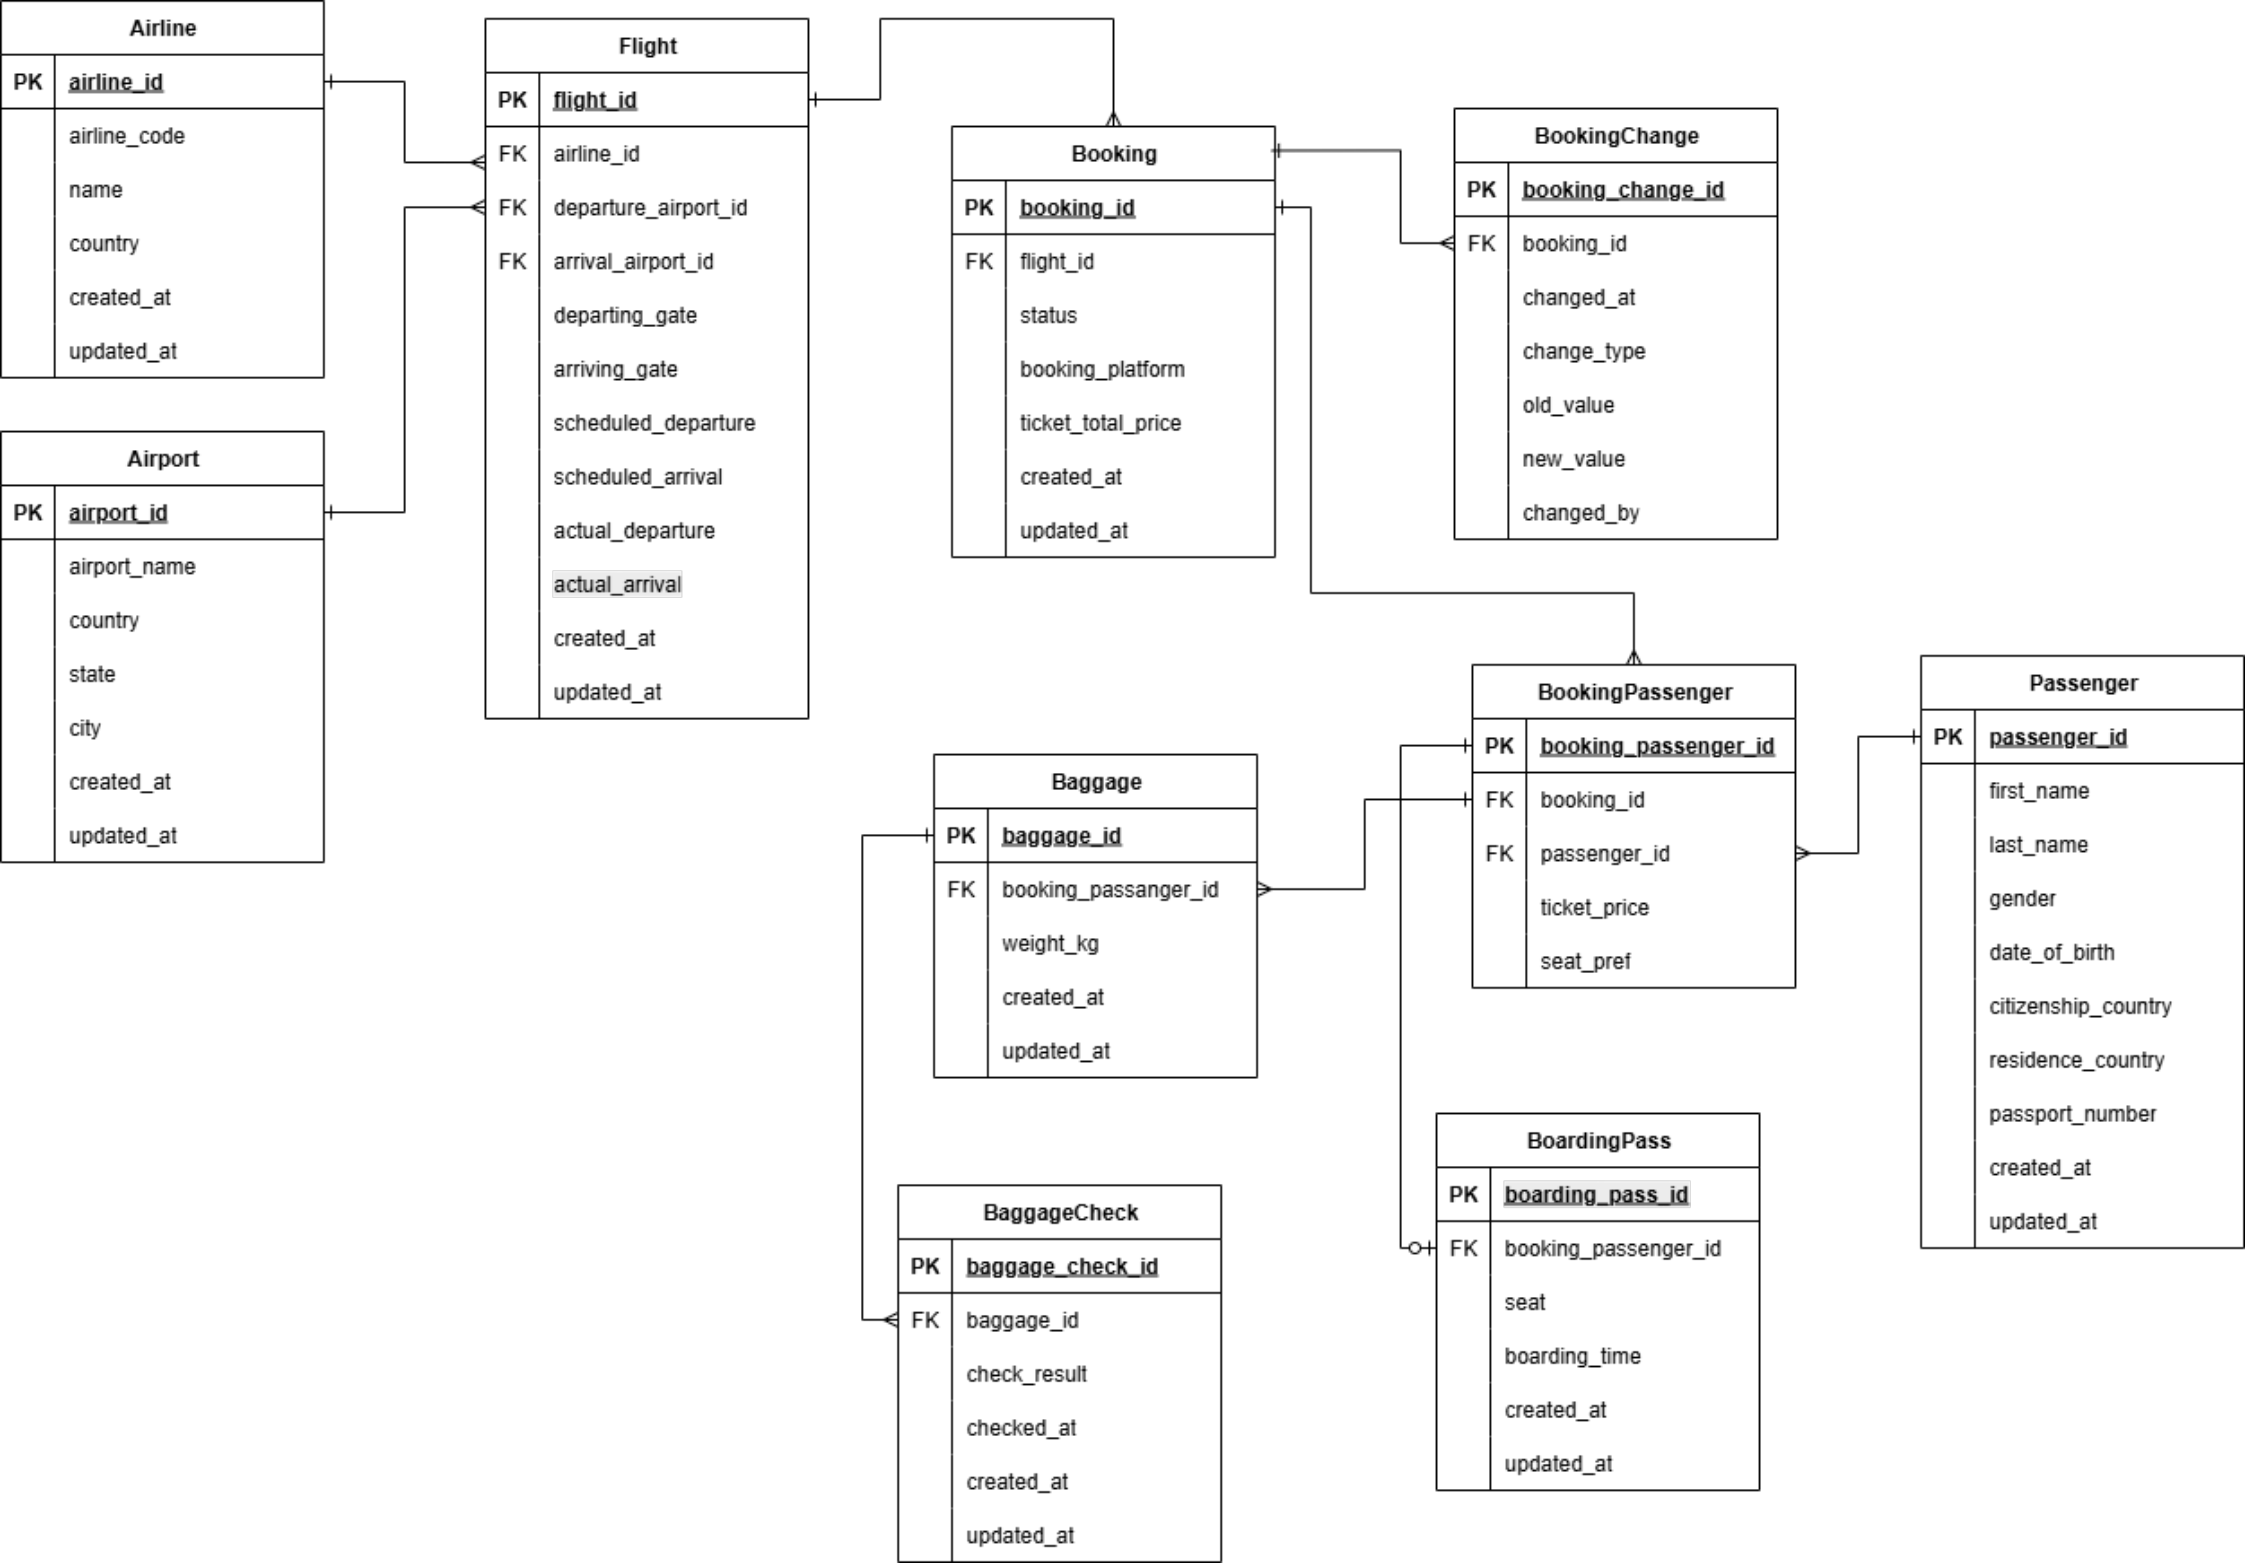 Airline
PK airline_id
airline_code
name
country
created_at
updated_at
Airport
PK airport_id
airport_name
country
state
city
created_at
updated_at
Flight
PK flight_id
FK airline_id
FK departure_airport_id
FK arrival_airport_id
departing_gate
arriving_gate
scheduled_departure
scheduled_arrival
actual_departure
actual_arrival
created_at
updated_at
Booking
PK booking_id
FK flight_id
status
booking_platform
ticket_total_price
created_at
updated_at
BookingChange
PK booking_change_id
FK booking_id
changed_at
change_type
old_value
new_value
changed_by
BookingPassenger
PK booking_passenger_id
FK booking_id
FK passenger_id
ticket_price
seat_pref
Passenger
PK passenger_id
first_name
last_name
gender
date_of_birth
citizenship_country
residence_country
passport_number
created_at
updated_at
Baggage
PK baggage_id
FK booking_passanger_id
weight_kg
created_at
updated_at
BaggageCheck
PK baggage_check_id
FK baggage_id
check_result
checked_at
created_at
updated_at
BoardingPass
PK boarding_pass_id
FK booking_passenger_id
seat
boarding_time
created_at
updated_at